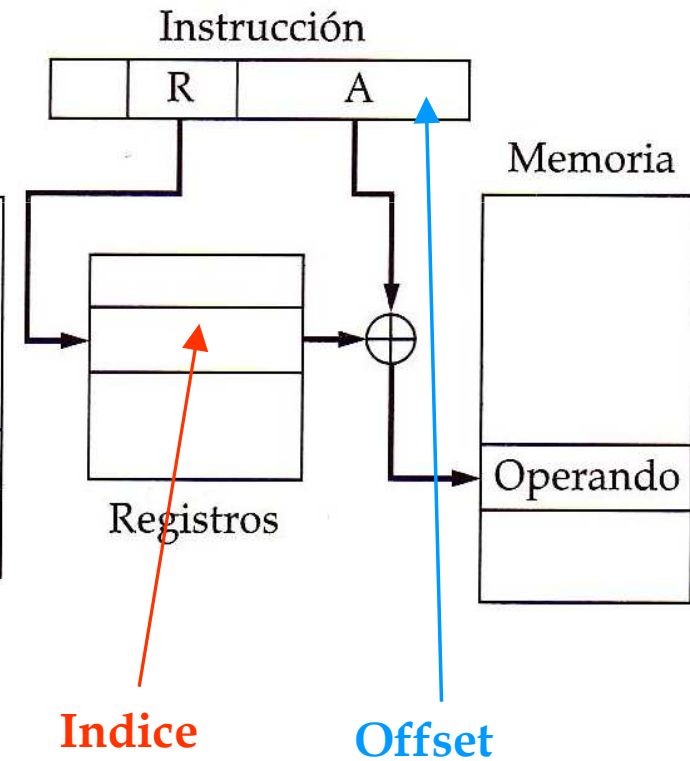 Instrucción
R
A
Memoria
Operando
Registros
Indice
Offset